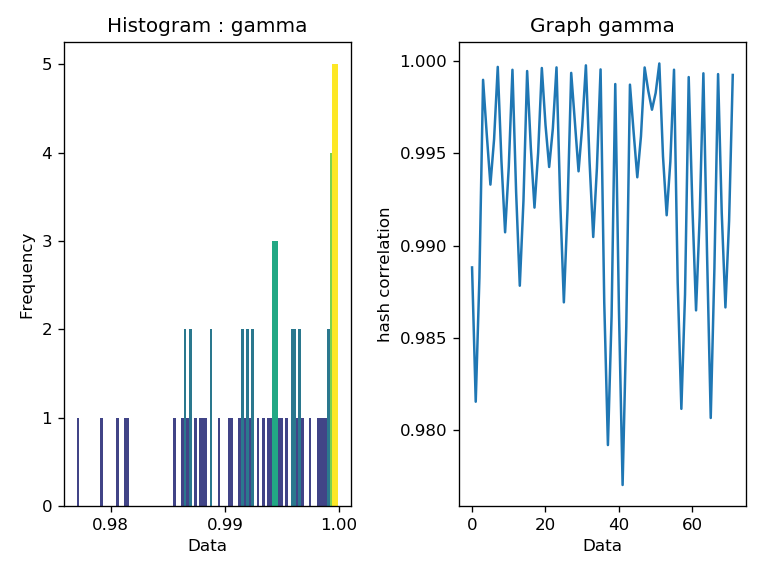 Histogram : gamma
5
4
3
2
1
0
Frequency
0.98 0.99 1.00
Data
Graph gamma
1.000
0.995
0.990
0.985
0.980
hash correlation
0 20 40 60
Data